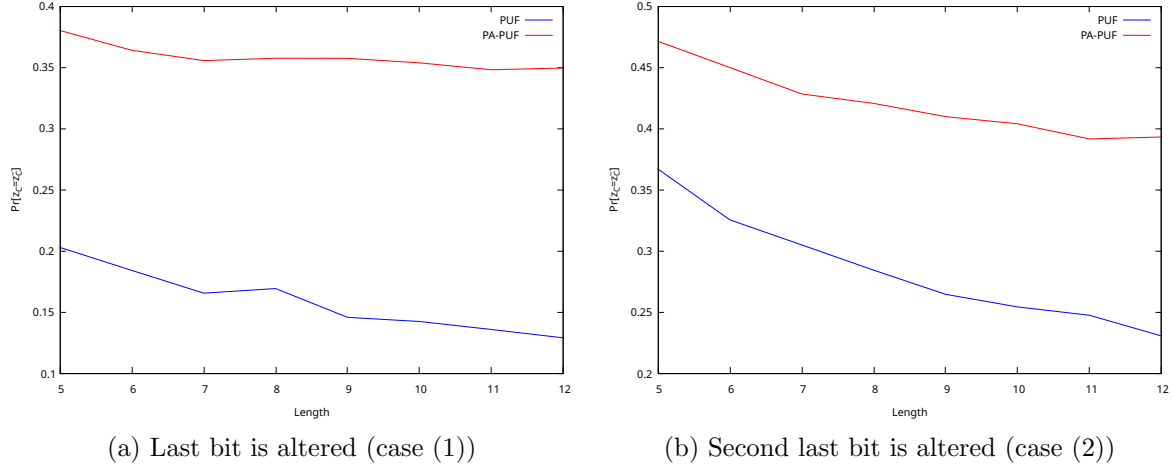 0.4
0.35
0.3
0.25
0.2
0.15
0.1
5 6 7 8 9 10 11 12
Length
Pr[z_C=z_C̃]
PUF
PA-PUF
(a) Last bit is altered (case (1))
0.5
0.45
0.4
0.35
0.3
0.25
0.2
5 6 7 8 9 10 11 12
Length
Pr[z_C=z_C̃]
PUF
PA-PUF
(b) Second last bit is altered (case (2))